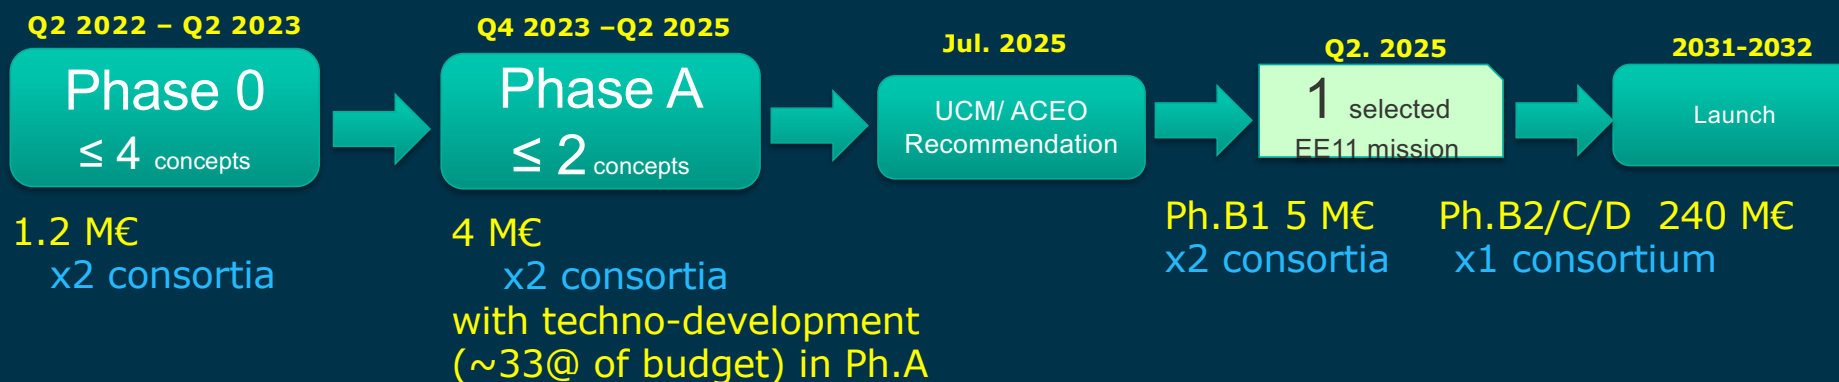 Q2 2022 – Q2 2023
Phase 0
≤ 4 concepts
1.2 M€
x2 consortia
Q4 2023 –Q2 2025
Phase A
≤ 2 concepts
4 M€
x2 consortia
with techno-development
(~33@ of budget) in Ph.A
Jul. 2025
UCM/ ACEO
Recommendation
Q2. 2025
1 selected
EE11 mission
Ph.B1 5 M€
x2 consortia
2031-2032
Launch
Ph.B2/C/D 240 M€
x1 consortium